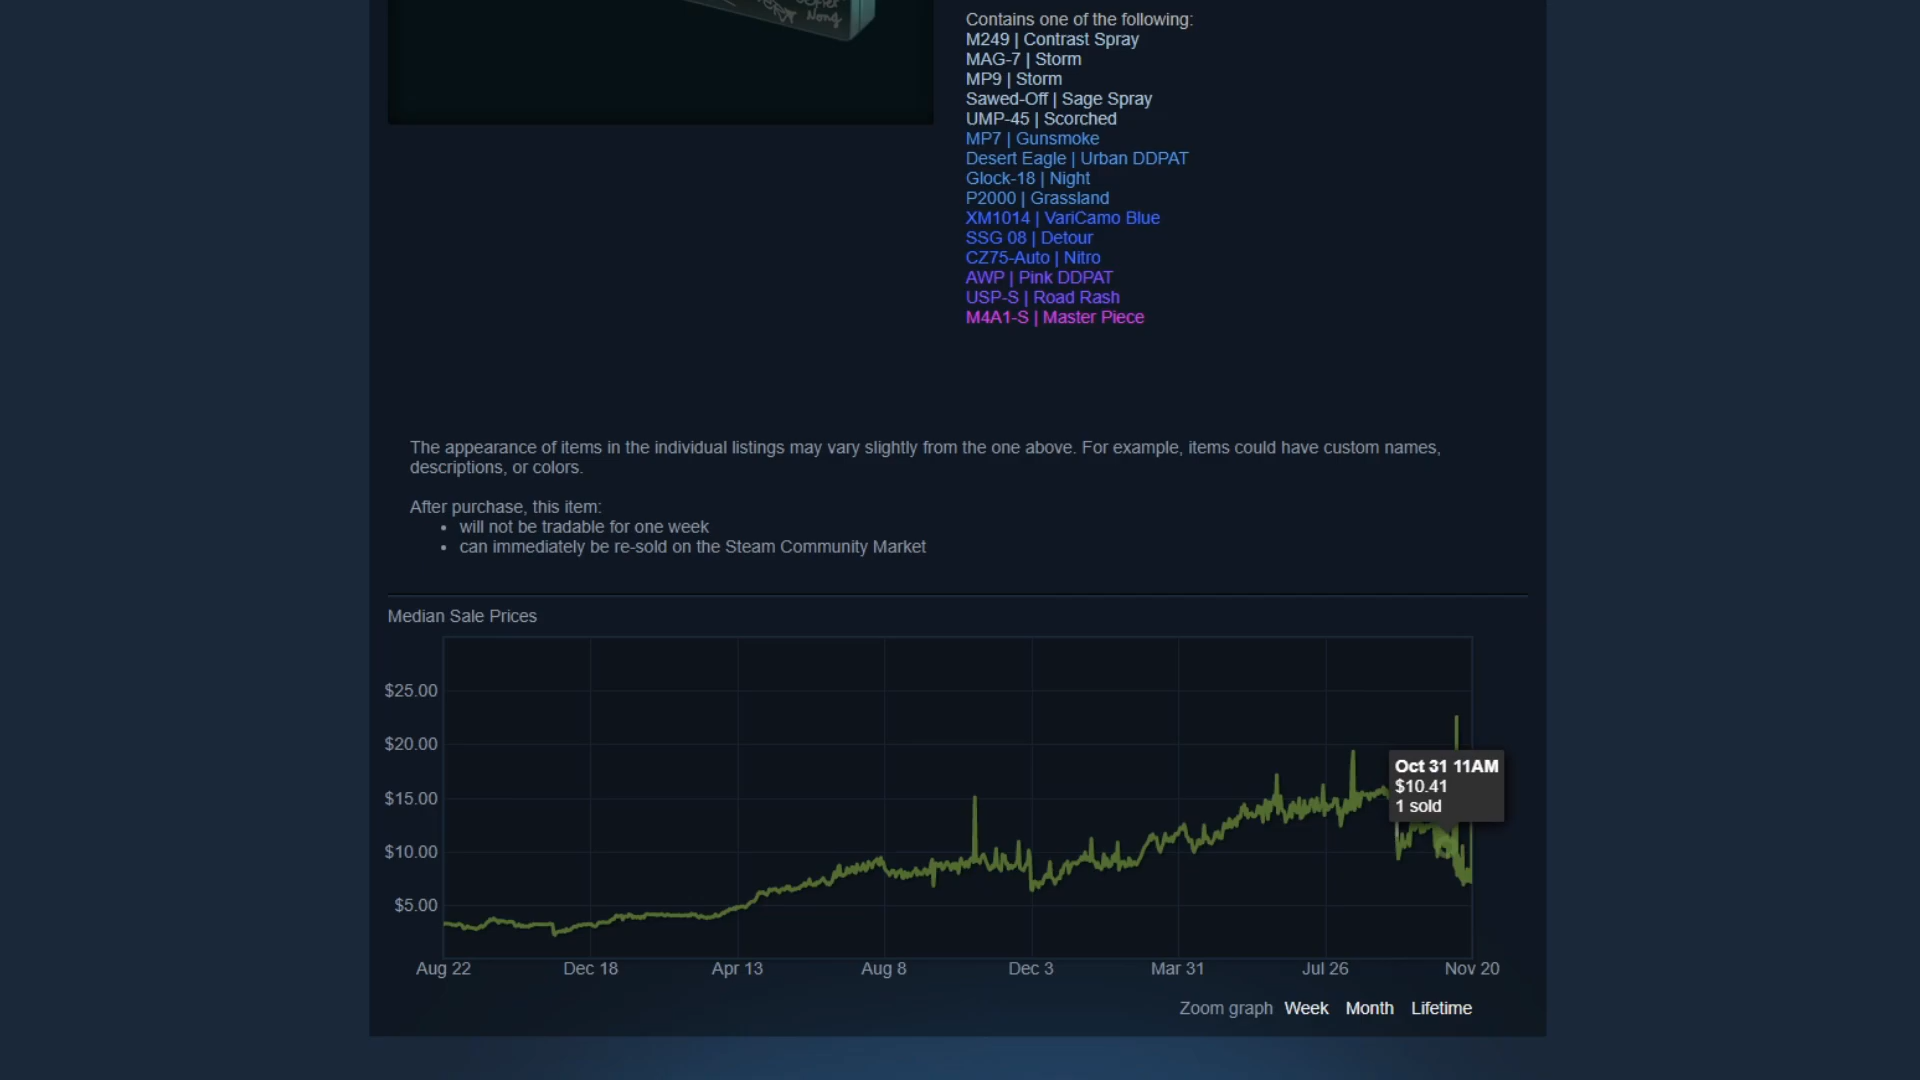 Nong
Contains one of the following:
M249 | Contrast Spray
MAG-7 | Storm
MP9 | Storm
Sawed-Off | Sage Spray
UMP-45 | Scorched
MP7 | Gunsmoke
Desert Eagle | Urban DDPAT
Glock-18 | Night
P2000 | Grassland
XM1014 | VariCamo Blue
SSG 08 | Detour
CZ75-Auto | Nitro
AWP | Pink DDPAT
USP-S | Road Rash
M4A1-S | Master Piece
The appearance of items in the individual listings may vary slightly from the one above. For example, items could have custom names,
descriptions, or colors.
After purchase, this item:
• will not be tradable for one week
• can immediately be re-sold on the Steam Community Market
Median Sale Prices
$25.00
$20.00
$15.00
$10.00
$5.00
Oct 31 11AM
$10.41
1 sold
Aug 22 Dec 18 Apr 13 Aug 8 Dec 3 Mar 31 Jul 26 Nov 20
Zoom graph Week Month Lifetime